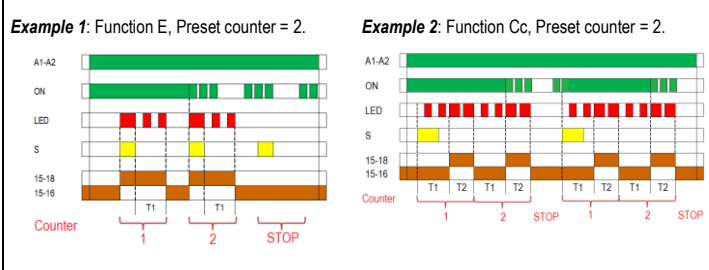 Example 1: Function E, Preset counter = 2.
A1-A2
ON
LED
S
15-18
15-16
T1
T1
Counter
1
2
STOP
Example 2: Function Cc, Preset counter = 2.
A1-A2
ON
LED
S
15-18
15-16
T1
T2
T1
T2
T1
T2
T1
T2
Counter
1
2
STOP
1
2
STOP